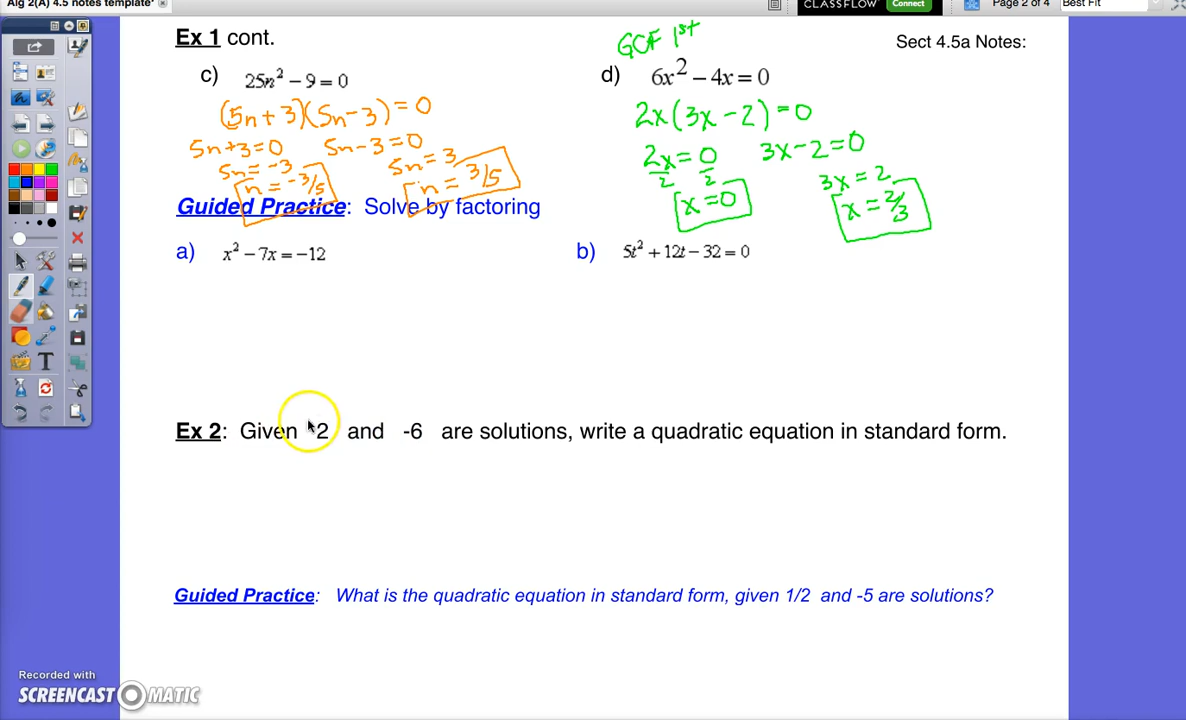 Alg 2(A) 4.5 notes template*
CLASSFLOW Connect
Page 2 of 4 Best Fit
Ex 1 cont.
GCF 1st
Sect 4.5a Notes:
c) 25n² – 9 = 0
(5n + 3)(5n – 3) = 0
5n+3=0 5n-3=0
5n = -3 5n = 3
n = -3/5 n = 3/5
d) 6x² – 4x = 0
2x(3x – 2) = 0
2x = 0 3x-2=0
2 2
3x = 2
x=0 x = 2/3
Guided Practice: Solve by factoring
a) x² – 7x = –12
b) 5t² + 12t – 32 = 0
Ex 2: Given 2 and -6 are solutions, write a quadratic equation in standard form.
Guided Practice: What is the quadratic equation in standard form, given 1/2 and -5 are solutions?
T
Recorded with
SCREENCAST MATIC